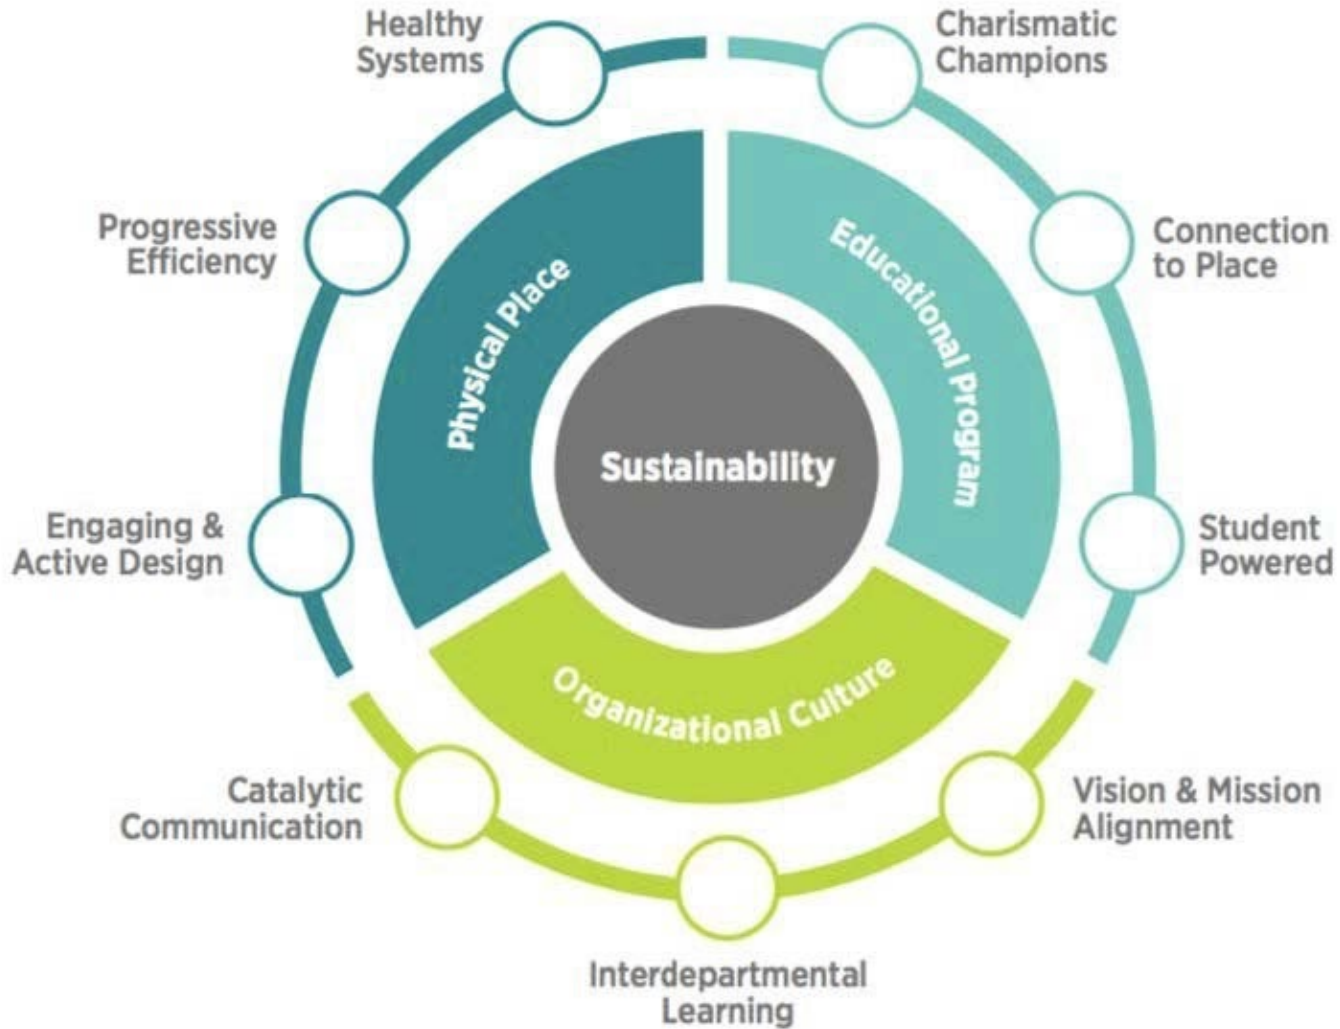 Healthy
Systems
Charismatic
Champions
Progressive
Efficiency
Connection
to Place
Physical Place
Educational Program
Sustainability
Engaging &
Active Design
Student
Powered
Organizational Culture
Catalytic
Communication
Vision & Mission
Alignment
Interdepartmental
Learning